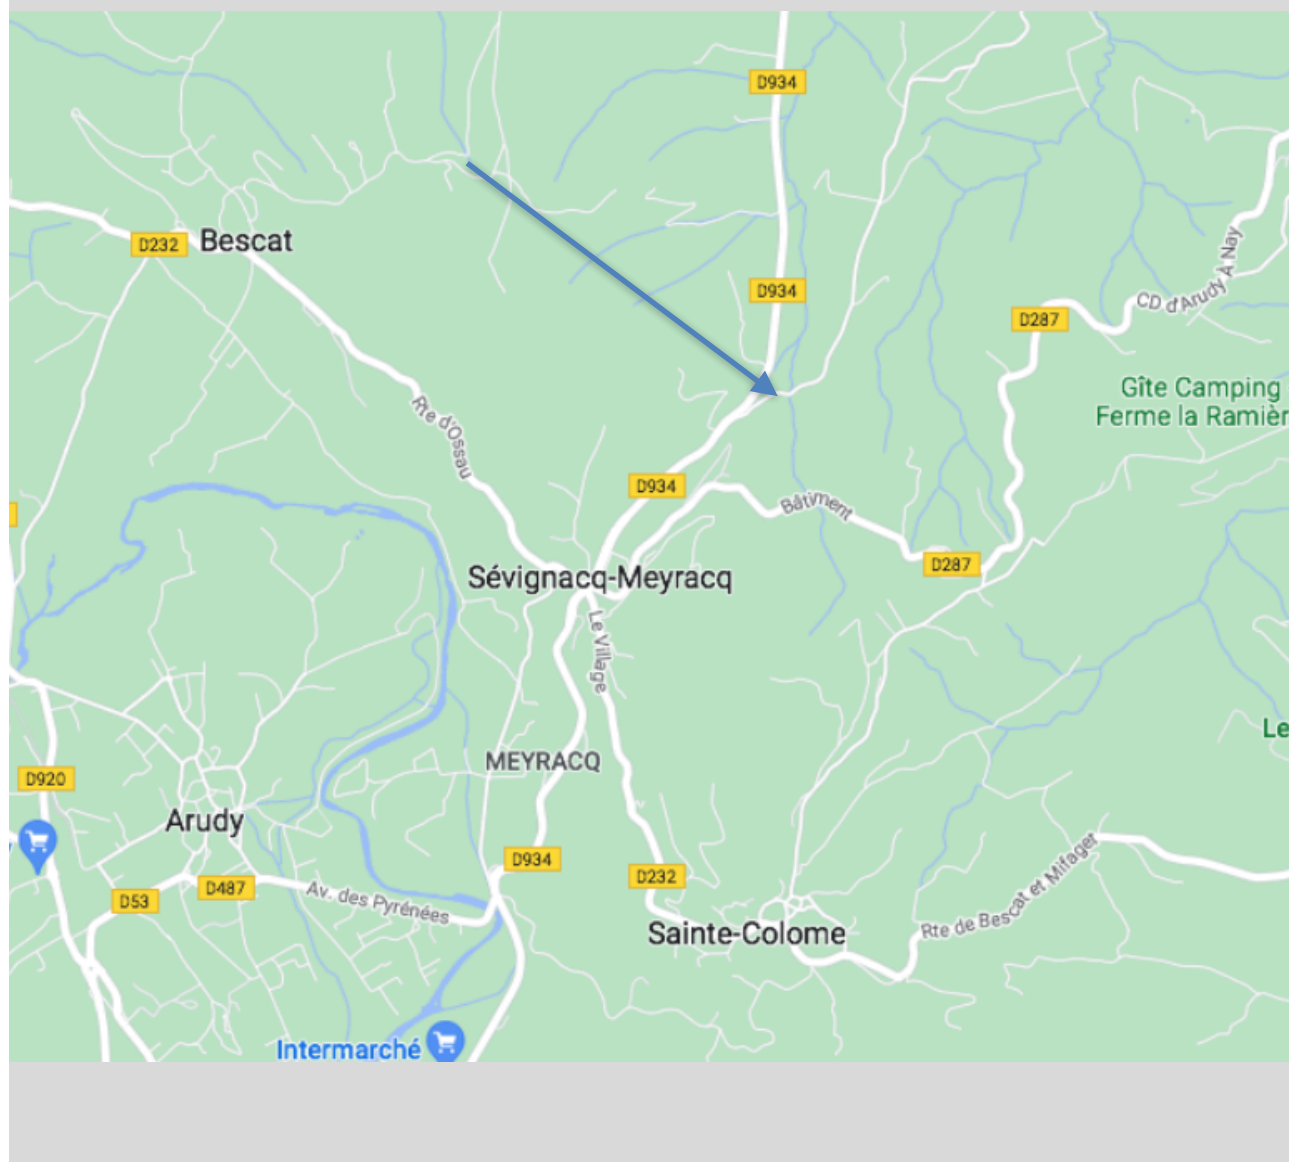 D934
D232
Bescat
CD d'Arudy À Nay
D934
D287
Gîte Camping
Ferme la Ramièr
Rte d'Ossau
D934
Bâtiment
D287
Sévignacq-Meyracq
Le Village
Le
MEYRACQ
D920
Arudy
D934
D232
D487
D53
Av. des Pyrénées
Rte de Bescat et Mifaget
Sainte-Colome
Intermarché